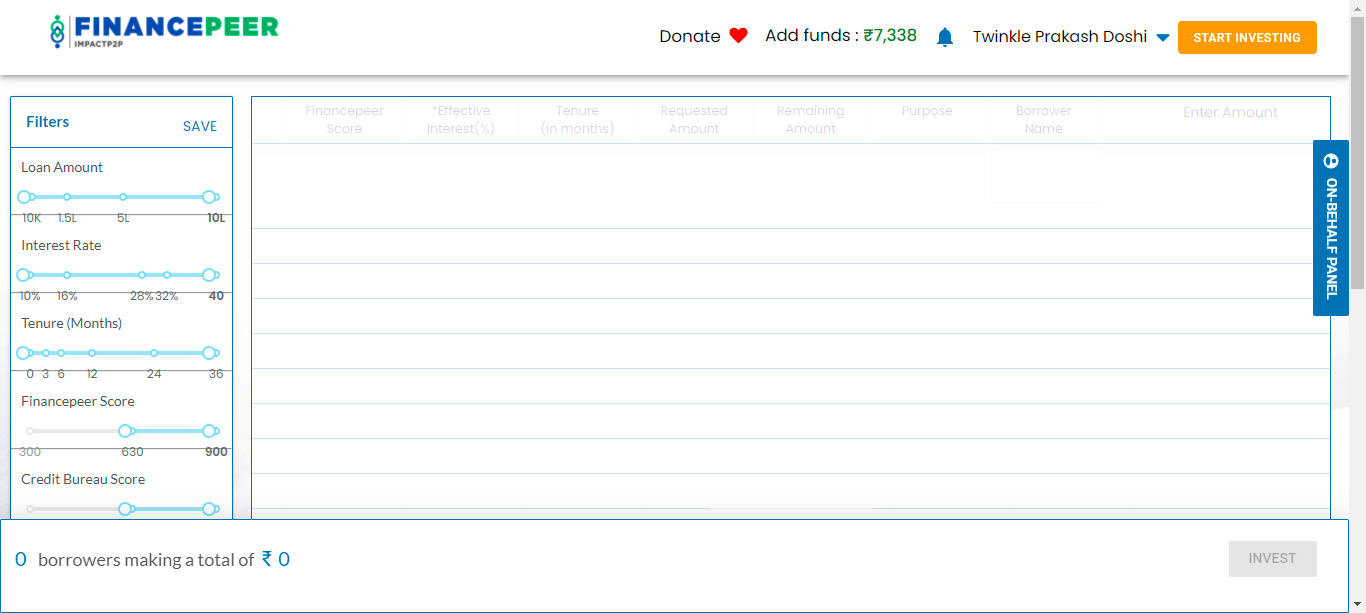 FINANCEPEER
IMPACTP2P
Donate
Add funds : ₹7,338
Twinkle Prakash Doshi
START INVESTING
Filters
SAVE
Loan Amount
10K 1.5L 5L 10L
Interest Rate
10% 16% 28% 32% 40
Tenure (Months)
0 3 6 12 24 36
Financepeer Score
300 630 900
Credit Bureau Score
Financepeer
Score
*Effective
Interest(%)
Tenure
(in months)
Requested
Amount
Remaining
Amount
Purpose
Borrower
Name
Enter Amount
ON-BEHALF PANEL
0 borrowers making a total of ₹ 0
INVEST